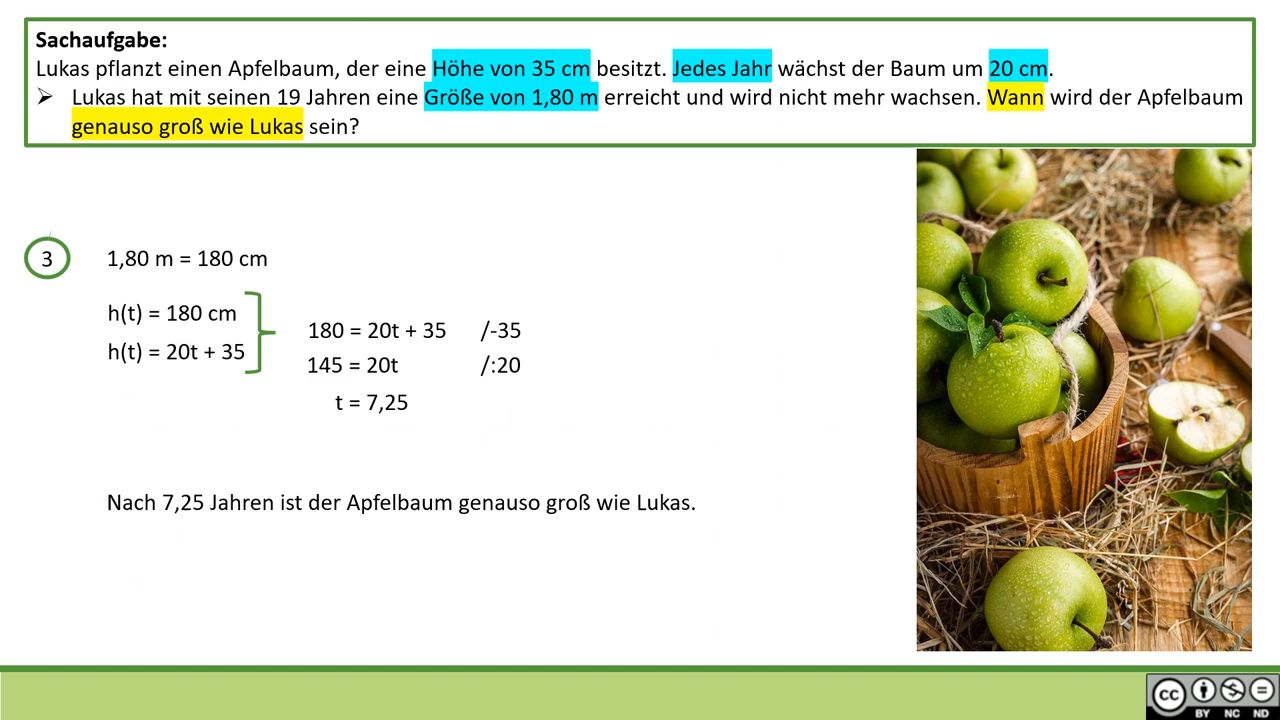 Sachaufgabe:
Lukas pflanzt einen Apfelbaum, der eine Höhe von 35 cm besitzt. Jedes Jahr wächst der Baum um 20 cm.
➢ Lukas hat mit seinen 19 Jahren eine Größe von 1,80 m erreicht und wird nicht mehr wachsen. Wann wird der Apfelbaum
genauso groß wie Lukas sein?
3 1,80 m = 180 cm
h(t) = 180 cm
h(t) = 20t + 35
180 = 20t + 35 /-35
145 = 20t /:20
t = 7,25
Nach 7,25 Jahren ist der Apfelbaum genauso groß wie Lukas.
cc
BY NC ND